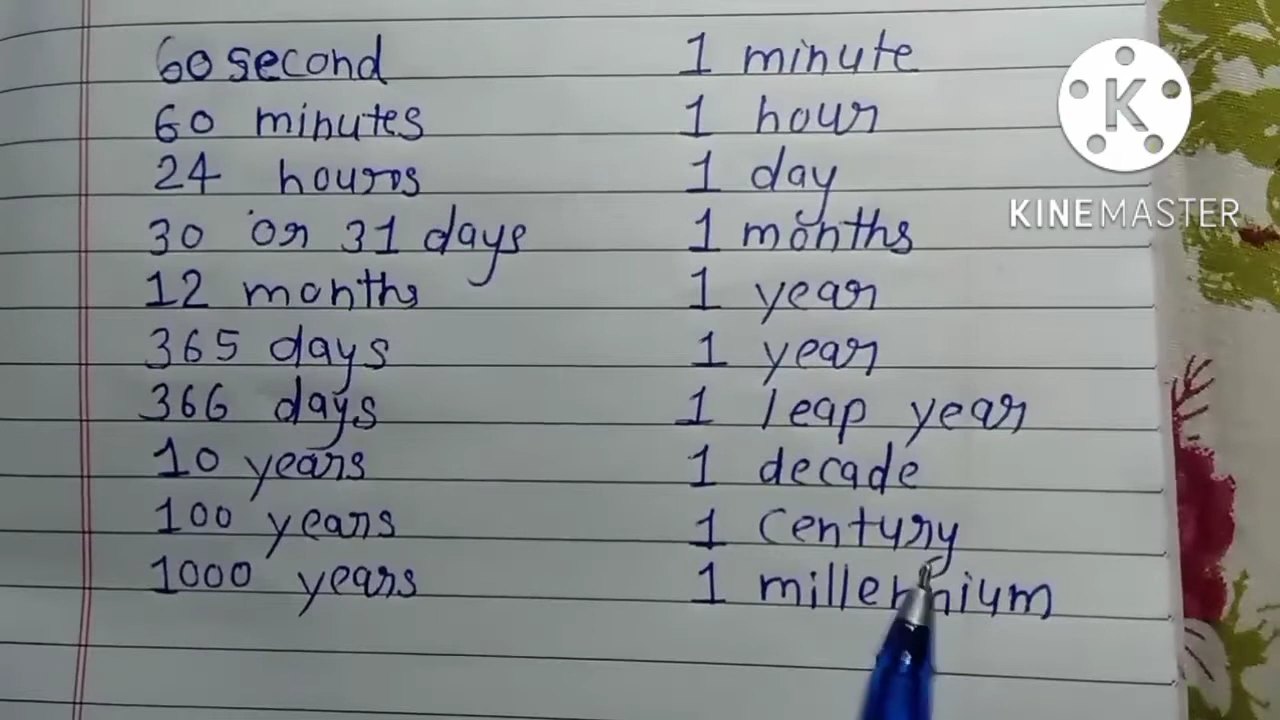 60 second 1 minute
60 minutes 1 hour
24 hours 1 day
30 or 31 days 1 months
12 months 1 year
365 days 1 year
366 days 1 leap year
10 years 1 decade
100 years 1 century
1000 years 1 millennium
K
KINEMASTER